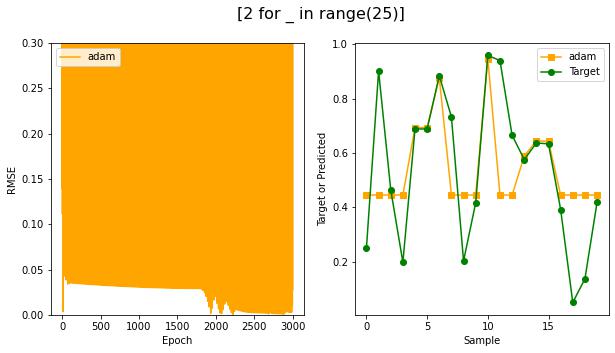 [2 for _ in range(25)]
adam
0.30
0.25
0.20
0.15
0.10
0.05
0.00
RMSE
0 500 1000 1500 2000 2500 3000
Epoch
adam
Target
1.0
0.8
0.6
0.4
0.2
Target or Predicted
0 5 10 15
Sample